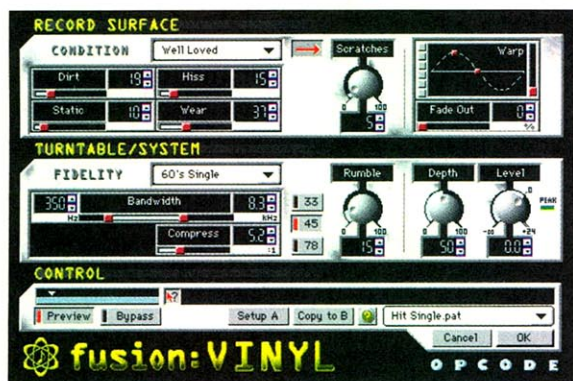 RECORD SURFACE
CONDITION Well Loved Scratches Warp
Dirt 19 Hiss 15
Static 10 Wear 37 Fade Out 0
0 100 5 %
TURNTABLE/SYSTEM
FIDELITY 60's Single Rumble Depth Level
350 Bandwidth 8.3 33 .0 PEAK
Hz kHz 45
Compress 5.2 0 100 0 100 -∞ +24
:1 78 15 50 0.0
CONTROL
Preview Bypass Setup A Copy to B ? Hit Single.pat
Cancel OK
fusion:VINYL OPCODE